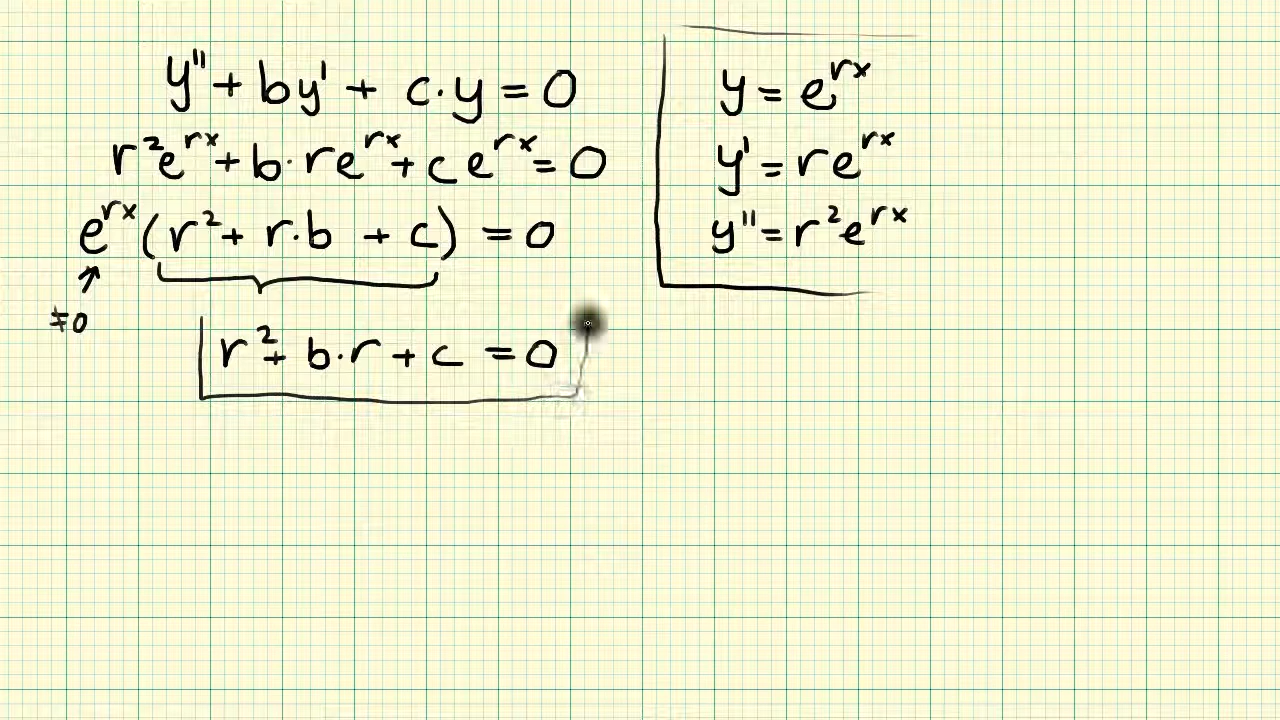 y'' + by' + c·y = 0
r²e^{rx} + b·re^{rx} + ce^{rx} = 0
e^{rx}(r² + r·b + c) = 0
↗
≠0
r² + b·r + c = 0
y = e^{rx}
y' = re^{rx}
y'' = r²e^{rx}